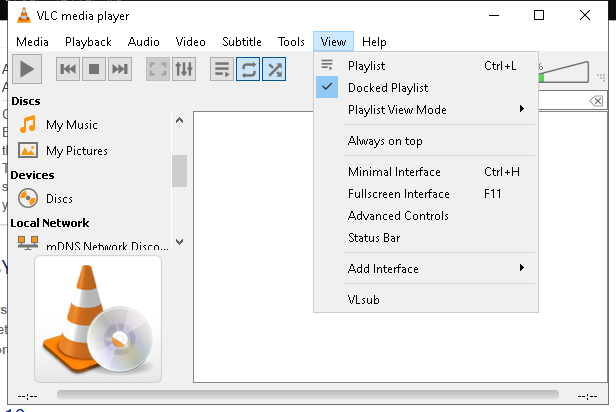 VLC media player
Media Playback Audio Video Subtitle Tools View Help
%
Discs
My Music
My Pictures
Devices
Discs
Local Network
mDNS Network Disco...
Playlist Ctrl+L
Docked Playlist
Playlist View Mode
Always on top
Minimal Interface Ctrl+H
Fullscreen Interface F11
Advanced Controls
Status Bar
Add Interface
VLsub
--:-- --:--